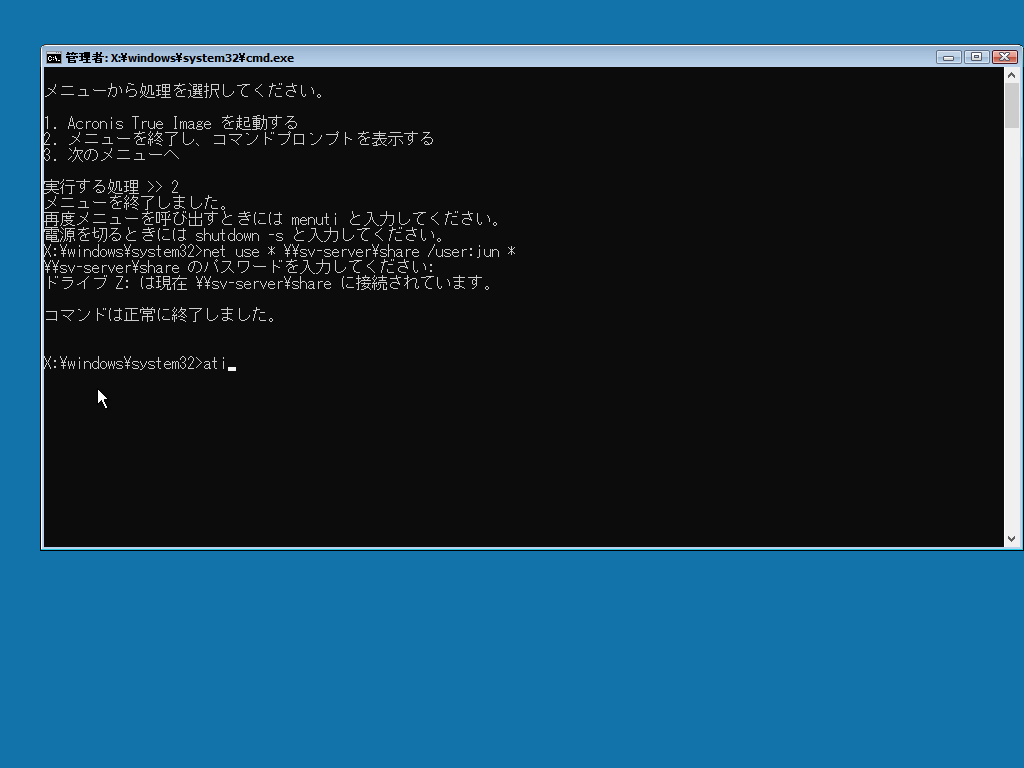 管理者: X:¥windows¥system32¥cmd.exe
メニューから処理を選択してください。
1. Acronis True Image を起動する
2. メニューを終了し、コマンドプロンプトを表示する
3. 次のメニューへ
実行する処理 >> 2
メニューを終了しました。
再度メニューを呼び出すときには menuti と入力してください。
電源を切るときには shutdown -s と入力してください。
X:¥windows¥system32>net use * ¥¥sv-server¥share /user:jun *
¥¥sv-server¥share のパスワードを入力してください:
ドライブ Z: は現在 ¥¥sv-server¥share に接続されています。
コマンドは正常に終了しました。
X:¥windows¥system32>ati